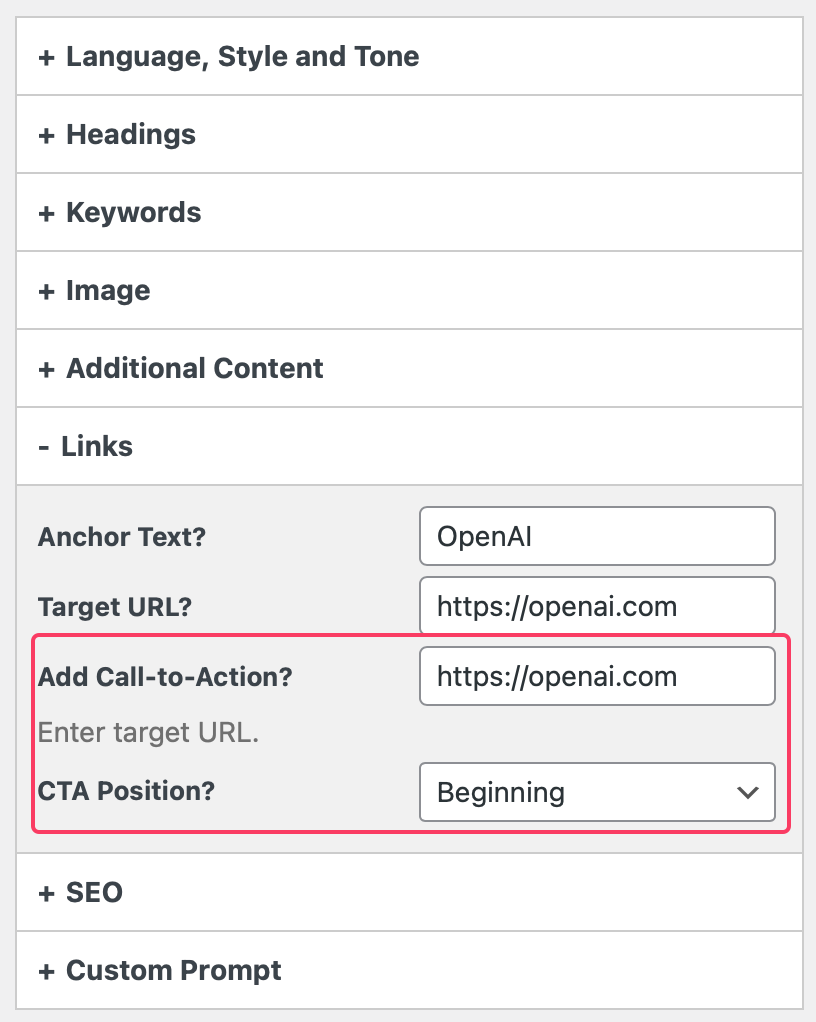 + Language, Style and Tone
+ Headings
+ Keywords
+ Image
+ Additional Content
- Links
Anchor Text? OpenAI
Target URL? https://openai.com
Add Call-to-Action? https://openai.com
Enter target URL.
CTA Position? Beginning
+ SEO
+ Custom Prompt